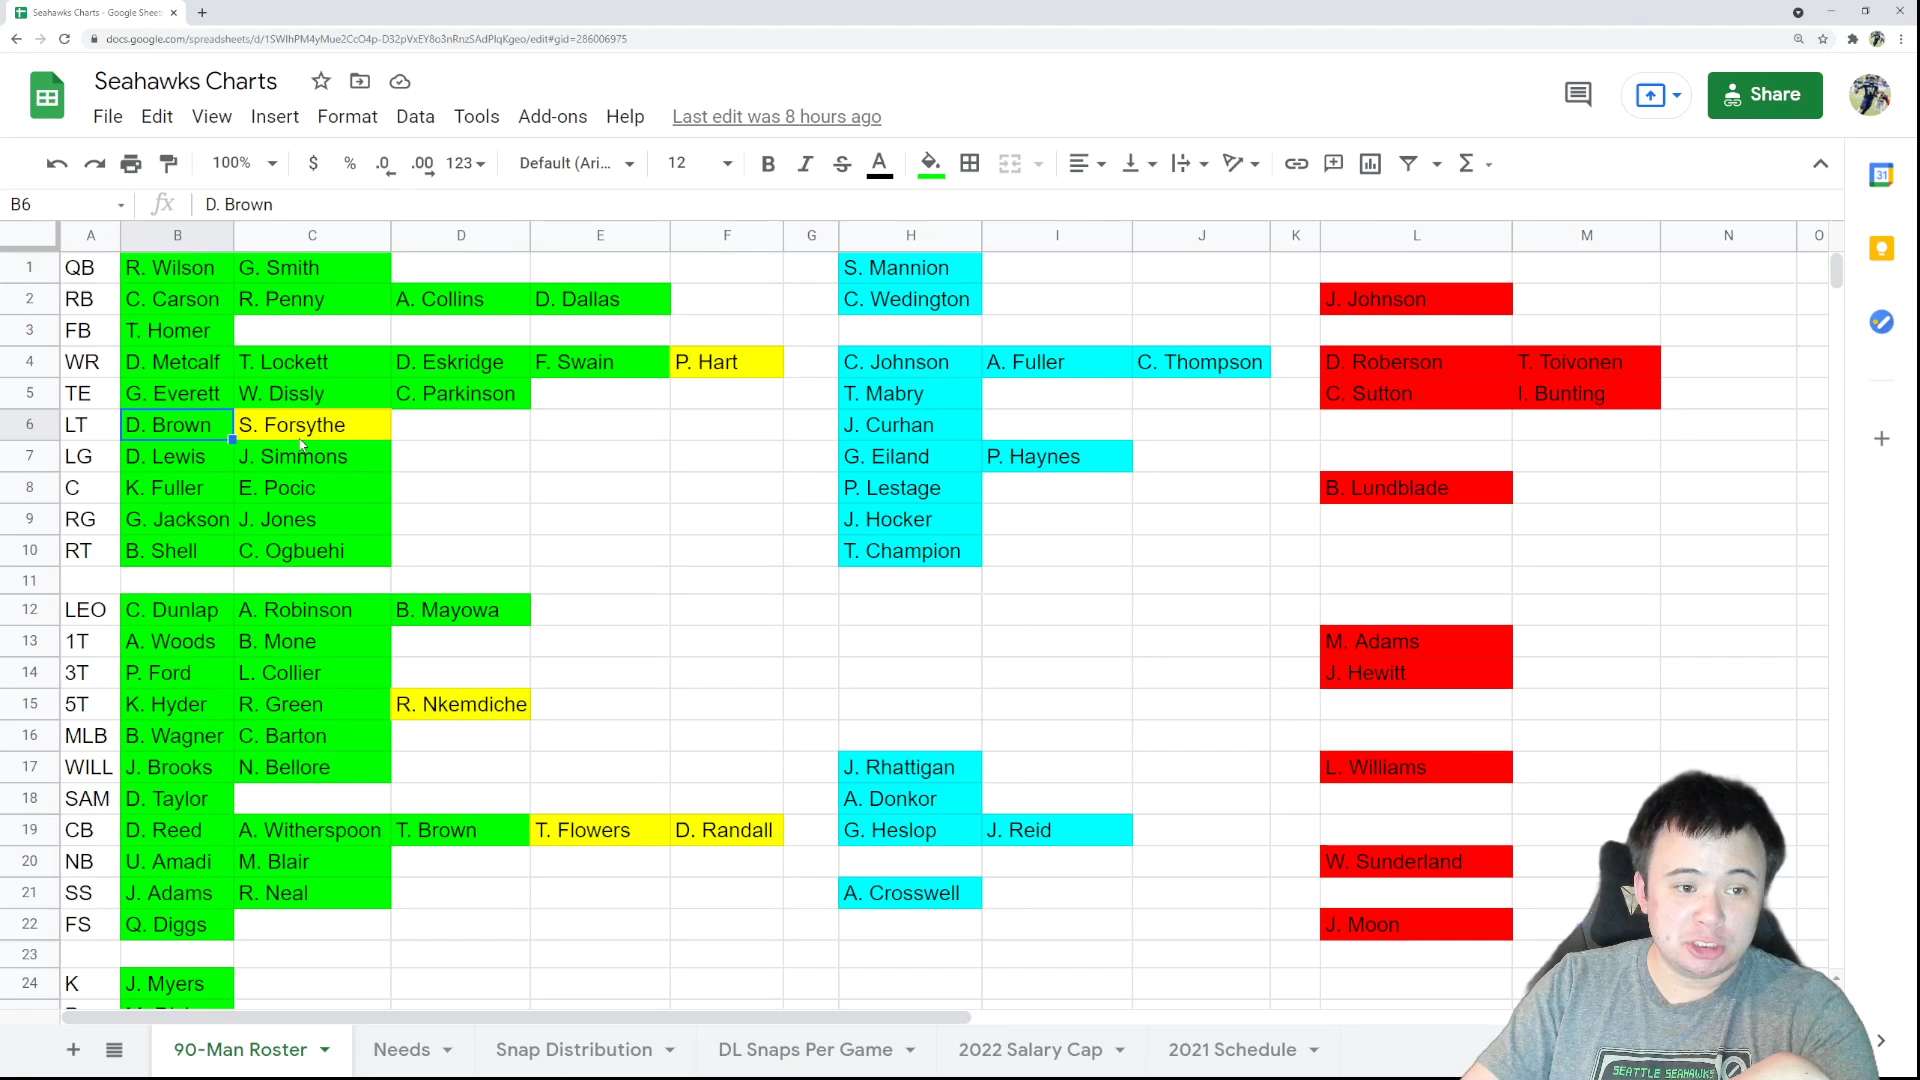 Seahawks Charts - Google Sheets
docs.google.com/spreadsheets/d/1SWIhPM4yMue2CcO4p-D32pVxEY8o3nRnzSAdPlqKgeo/edit#gid=286006975
Seahawks Charts
File Edit View Insert Format Data Tools Add-ons Help Last edit was 8 hours ago
Share
100% $ % .0 .00 123 Default (Ari... 12 B I S A
31
B6 fx D. Brown
A B C D E F G H I J K L M N O
1 QB R. Wilson G. Smith S. Mannion
2 RB C. Carson R. Penny A. Collins D. Dallas C. Wedington J. Johnson
3 FB T. Homer
4 WR D. Metcalf T. Lockett D. Eskridge F. Swain P. Hart C. Johnson A. Fuller C. Thompson D. Roberson T. Toivonen
5 TE G. Everett W. Dissly C. Parkinson T. Mabry C. Sutton I. Bunting
6 LT D. Brown S. Forsythe J. Curhan
7 LG D. Lewis J. Simmons G. Eiland P. Haynes
8 C K. Fuller E. Pocic P. Lestage B. Lundblade
9 RG G. Jackson J. Jones J. Hocker
10 RT B. Shell C. Ogbuehi T. Champion
11
12 LEO C. Dunlap A. Robinson B. Mayowa
13 1T A. Woods B. Mone M. Adams
14 3T P. Ford L. Collier J. Hewitt
15 5T K. Hyder R. Green R. Nkemdiche
16 MLB B. Wagner C. Barton
17 WILL J. Brooks N. Bellore J. Rhattigan L. Williams
18 SAM D. Taylor A. Donkor
19 CB D. Reed A. Witherspoon T. Brown T. Flowers D. Randall G. Heslop J. Reid
20 NB U. Amadi M. Blair W. Sunderland
21 SS J. Adams R. Neal A. Crosswell
22 FS Q. Diggs J. Moon
23
24 K J. Myers
90-Man Roster Needs Snap Distribution DL Snaps Per Game 2022 Salary Cap 2021 Schedule
SEATTLE SEAHAWKS